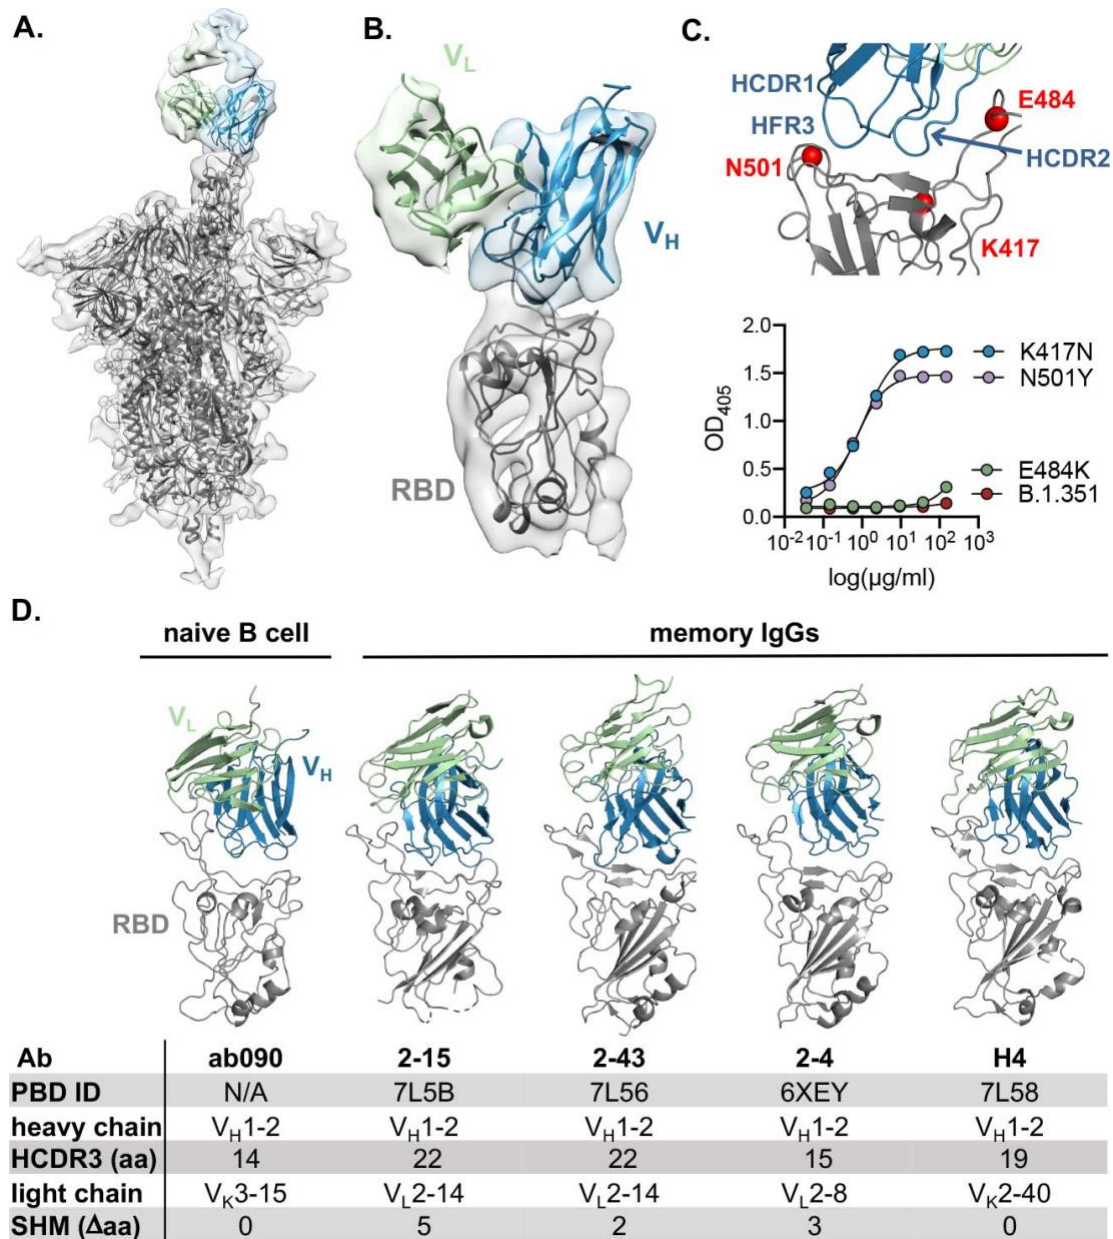 A.
B.
VL
VH
RBD
C.
HCDR1
HFR3
E484
N501
HCDR2
K417
2.0
1.5
1.0
0.5
0.0
OD405
K417N
N501Y
E484K
B.1.351
10-2 10-1 100 101 102 103
log(µg/ml)
D.
naive B cell memory IgGs
VL
VH
RBD
Ab ab090 2-15 2-43 2-4 H4
PBD ID N/A 7L5B 7L56 6XEY 7L58
heavy chain VH1-2 VH1-2 VH1-2 VH1-2 VH1-2
HCDR3 (aa) 14 22 22 15 19
light chain VK3-15 VL2-14 VL2-14 VL2-8 VK2-40
SHM (Δaa) 0 5 2 3 0